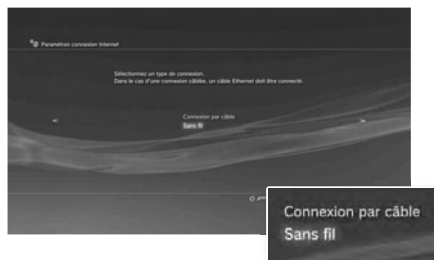 Paramètres connexion Internet
Sélectionnez un type de connexion.
Dans le cas d'une connexion câblée, un câble Ethernet doit être connecté.
Connexion par câble
Sans fil
Connexion par câble
Sans fil